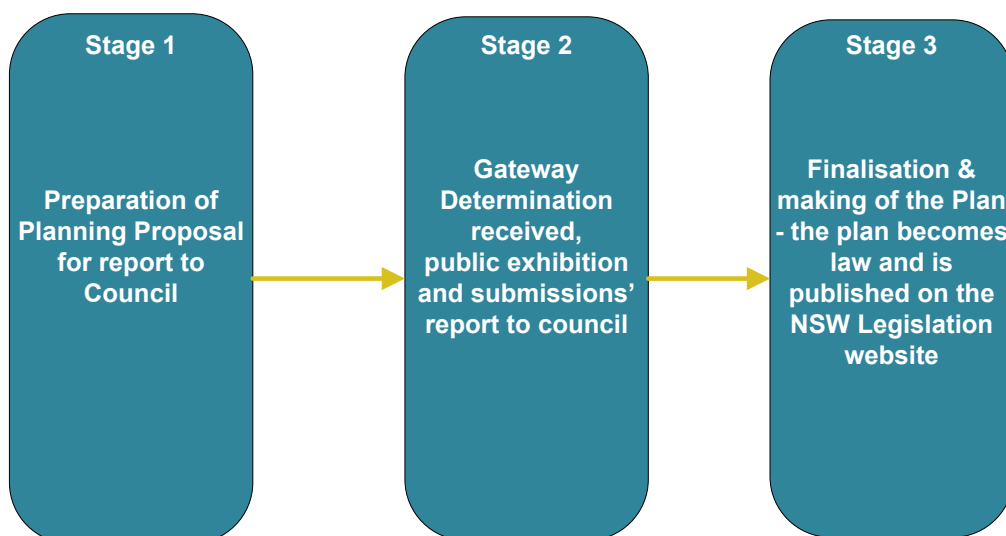 Stage 1
Preparation of
Planning Proposal
for report to
Council
Stage 2
Gateway
Determination
received,
public exhibition
and submissions’
report to council
Stage 3
Finalisation &
making of the Plan
- the plan becomes
law and is
published on the
NSW Legislation
website